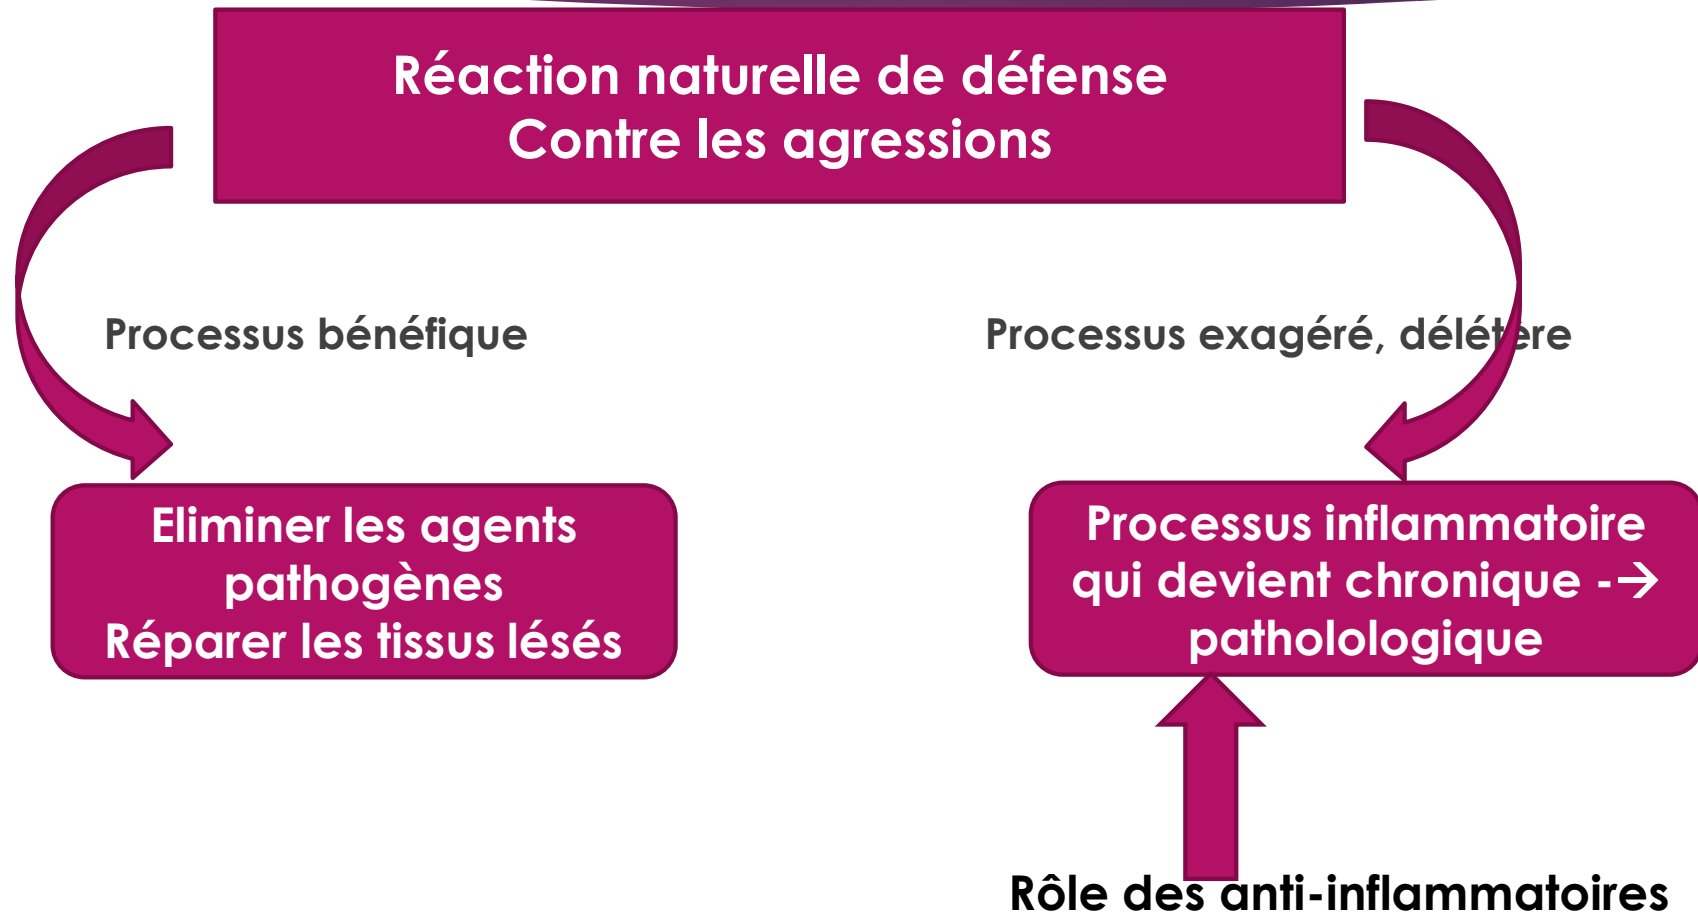 Réaction naturelle de défense
Contre les agressions
Processus bénéfique
Processus exagéré, délétère
Eliminer les agents
pathogènes
Réparer les tissus lésés
Processus inflammatoire
qui devient chronique -→
patholologique
Rôle des anti-inflammatoires